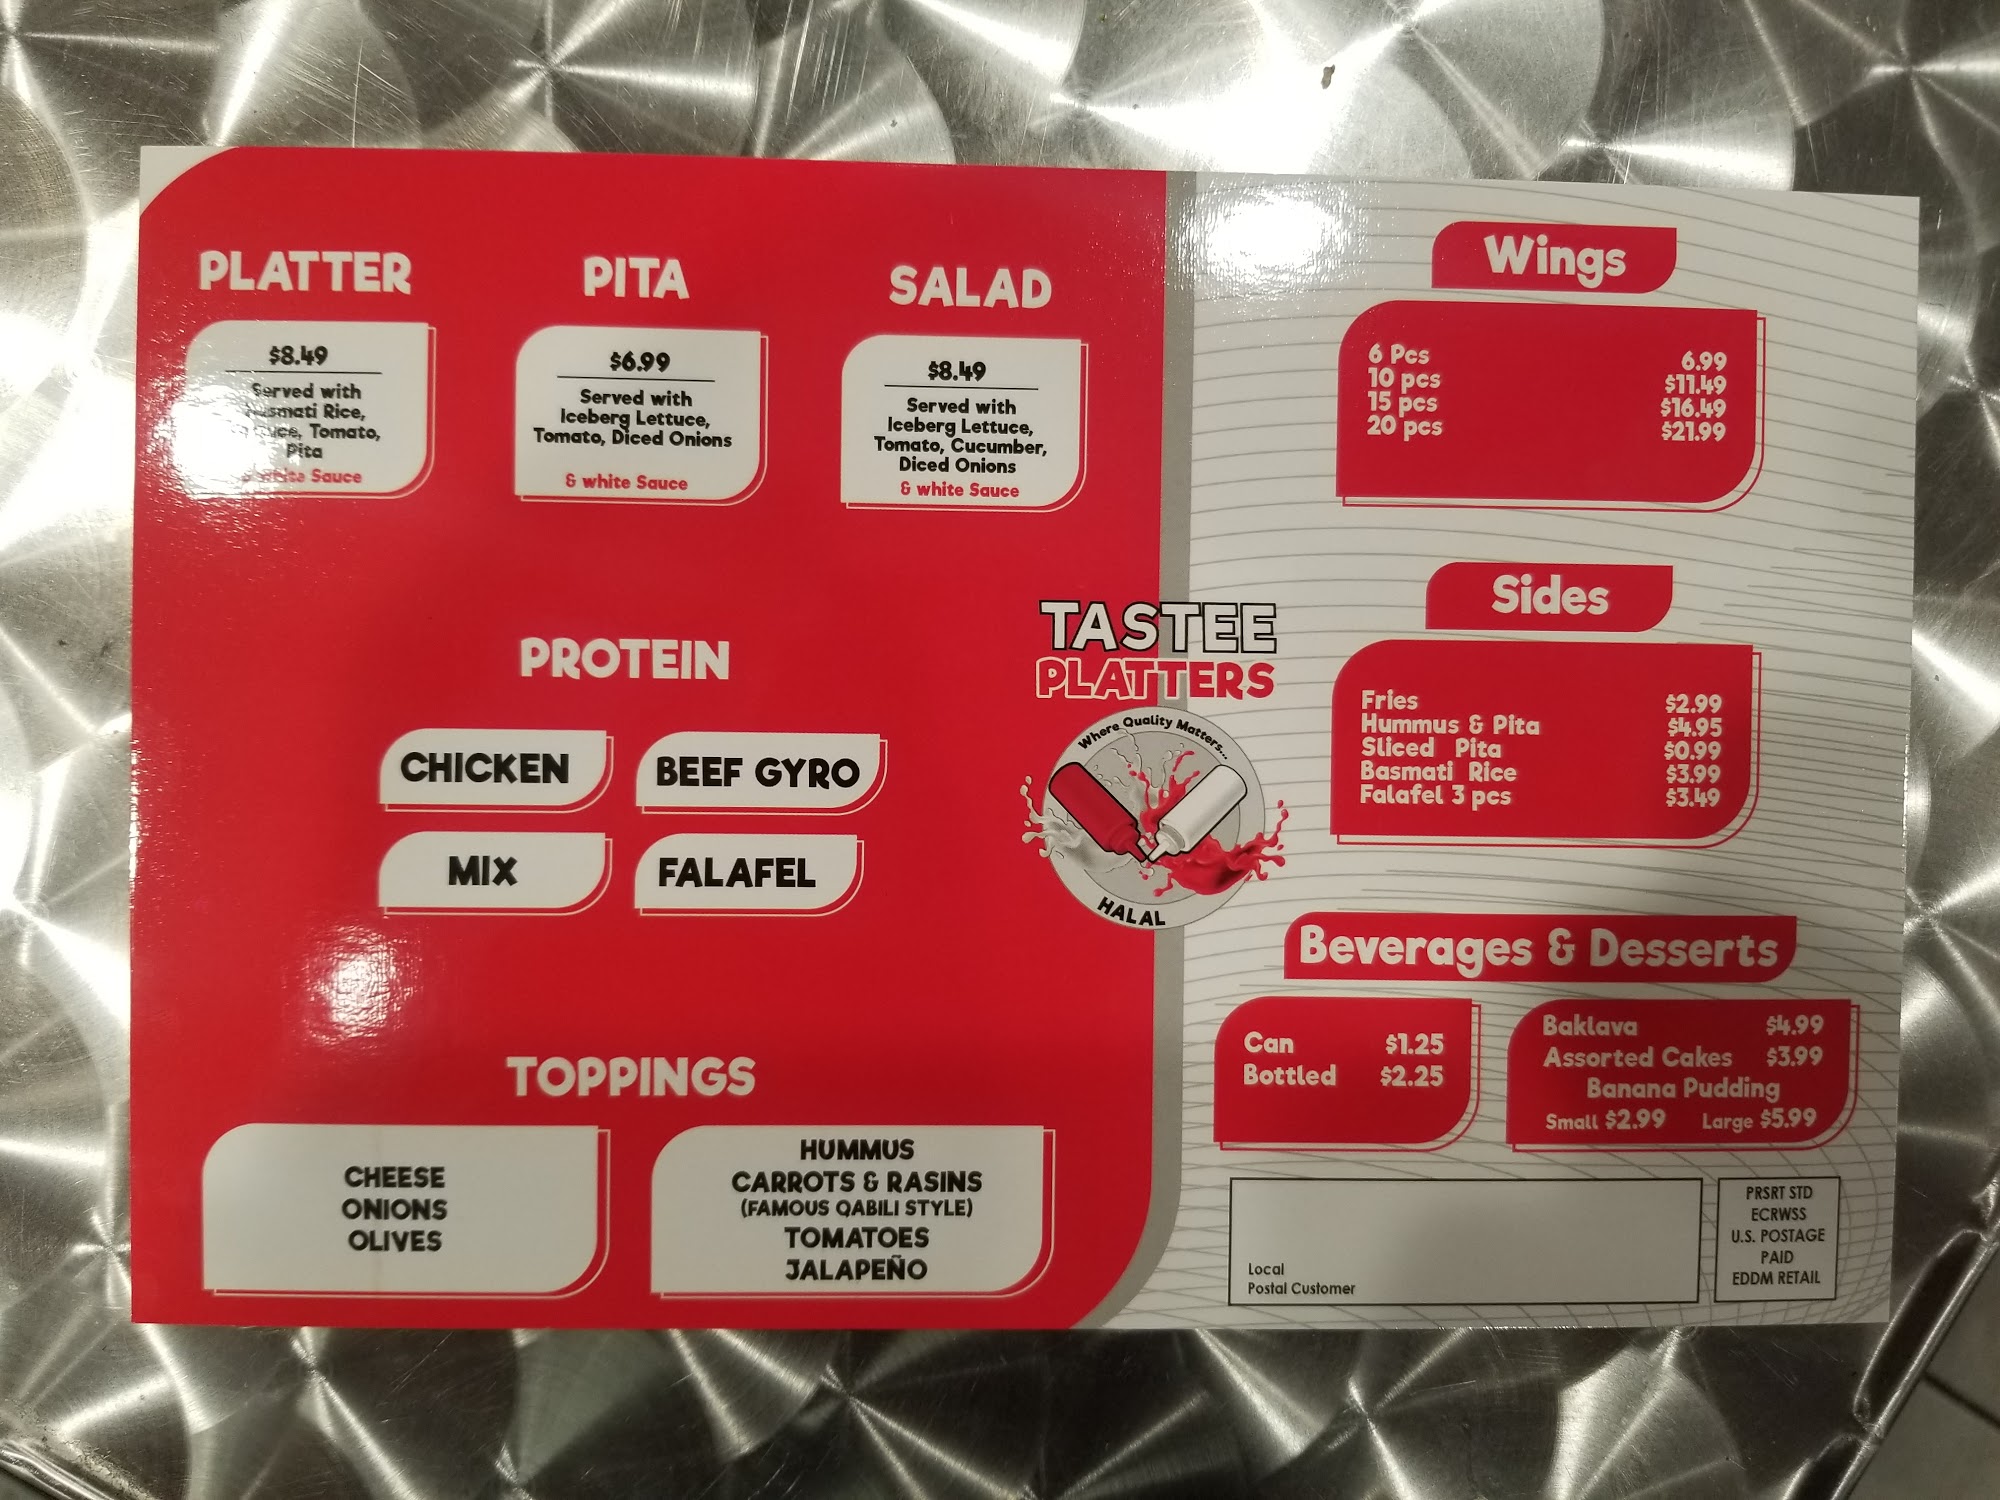 PLATTER
$8.49
Served with
Basmati Rice,
Lettuce, Tomato,
Pita
& white Sauce
PITA
$6.99
Served with
Iceberg Lettuce,
Tomato, Diced Onions
& white Sauce
SALAD
$8.49
Served with
Iceberg Lettuce,
Tomato, Cucumber,
Diced Onions
& white Sauce
PROTEIN
CHICKEN
BEEF GYRO
MIX
FALAFEL
TOPPINGS
CHEESE
ONIONS
OLIVES
HUMMUS
CARROTS & RASINS
(FAMOUS QABILI STYLE)
TOMATOES
JALAPEÑO
TASTEE
PLATTERS
Where Quality Matters...
HALAL
Wings
6 Pcs 6.99
10 pcs $11.49
15 pcs $16.49
20 pcs $21.99
Sides
Fries $2.99
Hummus & Pita $4.95
Sliced Pita $0.99
Basmati Rice $3.99
Falafel 3 pcs $3.49
Beverages & Desserts
Can $1.25
Bottled $2.25
Baklava $4.99
Assorted Cakes $3.99
Banana Pudding
Small $2.99 Large $5.99
Local
Postal Customer
PRSRT STD
ECRWSS
U.S. POSTAGE
PAID
EDDM RETAIL